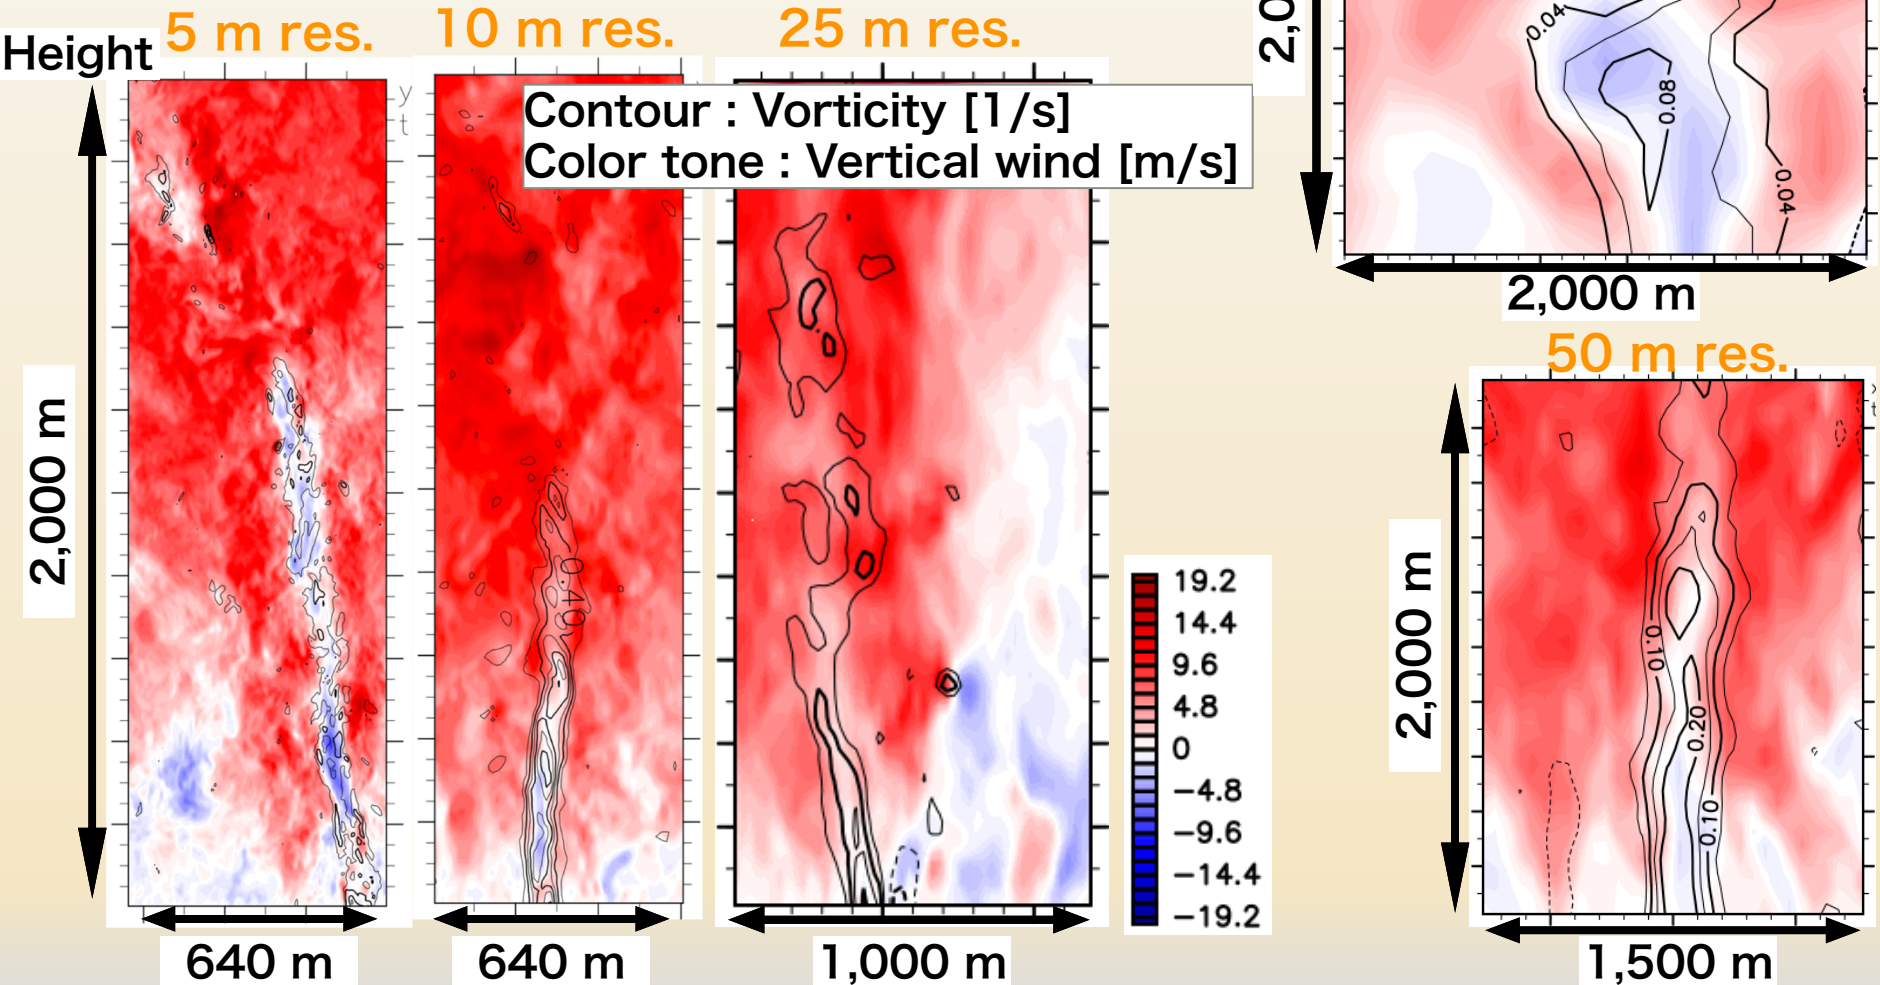 Height
5 m res.
10 m res.
25 m res.
Contour : Vorticity [1/s]
Color tone : Vertical wind [m/s]
y
t
2,000 m
0.10
640 m
640 m
1,000 m
19.2
14.4
9.6
4.8
0
−4.8
−9.6
−14.4
−19.2
2,0
0.04
0.08
0.04
2,000 m
50 m res.
2,000 m
0.10
0.20
0.10
t
1,500 m